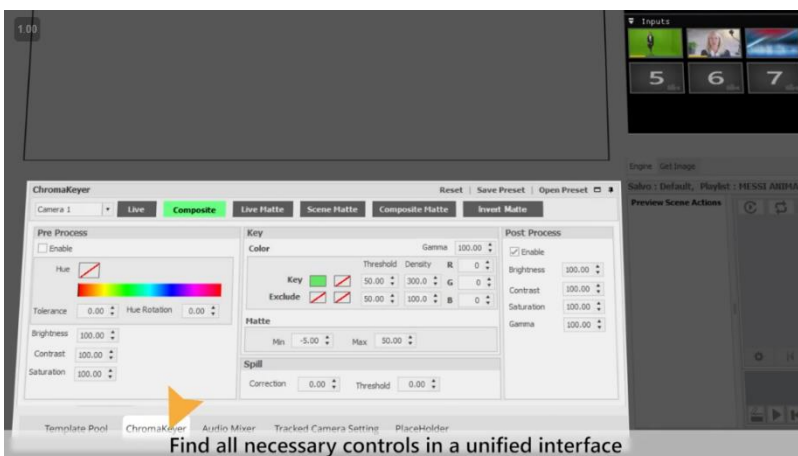 1.00
Inputs
5 6 7
Engine Get Image
Salvo : Default, Playlist : MESSI ANIMA
Preview Scene Actions
ChromaKeyer Reset | Save Preset | Open Preset
Camera 1 Live Composite Live Matte Scene Matte Composite Matte Invert Matte
Pre Process Key Post Process
Enable Color Gamma 100.00 Enable
Hue Threshold Density R 0 Brightness 100.00
Key 50.00 300.0 G 0 Contrast 100.00
Exclude 50.00 100.0 B 0 Saturation 100.00
Tolerance 0.00 Hue Rotation 0.00 Matte Gamma 100.00
Brightness 100.00 Min -5.00 Max 50.00
Contrast 100.00 Spill
Saturation 100.00 Correction 0.00 Threshold 0.00
Template Pool ChromaKeyer Audio Mixer Tracked Camera Setting PlaceHolder
Find all necessary controls in a unified interface